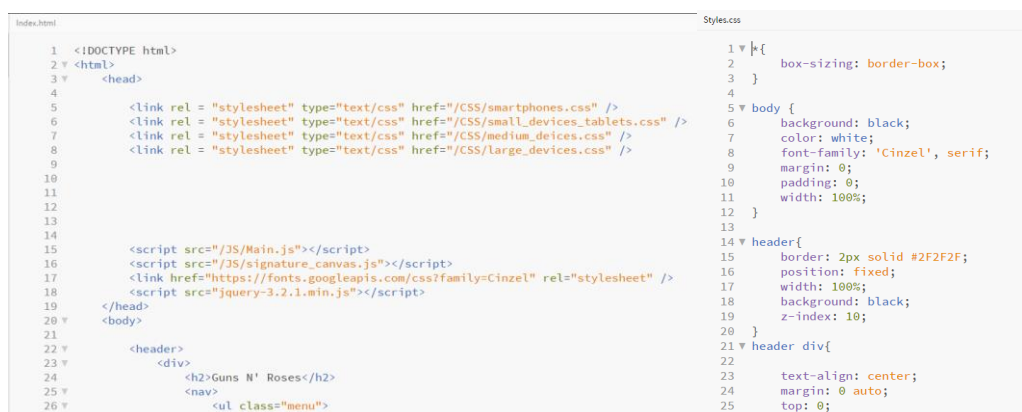 Index.html
1 <!DOCTYPE html>
2 <html>
3 <head>
4
5 <link rel = "stylesheet" type="text/css" href="/CSS/smartphones.css" />
6 <link rel = "stylesheet" type="text/css" href="/CSS/small_devices_tablets.css" />
7 <link rel = "stylesheet" type="text/css" href="/CSS/medium_deices.css" />
8 <link rel = "stylesheet" type="text/css" href="/CSS/large_devices.css" />
9
10
11
12
13
14
15 <script src="/JS/Main.js"></script>
16 <script src="/JS/signature_canvas.js"></script>
17 <link href="https://fonts.googleapis.com/css?family=Cinzel" rel="stylesheet" />
18 <script src="jquery-3.2.1.min.js"></script>
19 </head>
20 <body>
21
22 <header>
23 <div>
24 <h2>Guns N' Roses</h2>
25 <nav>
26 <ul class="menu">
Styles.css
1 *{
2 box-sizing: border-box;
3 }
4
5 body {
6 background: black;
7 color: white;
8 font-family: 'Cinzel', serif;
9 margin: 0;
10 padding: 0;
11 width: 100%;
12 }
13
14 header{
15 border: 2px solid #2F2F2F;
16 position: fixed;
17 width: 100%;
18 background: black;
19 z-index: 10;
20 }
21 header div{
22
23 text-align: center;
24 margin: 0 auto;
25 top: 0;